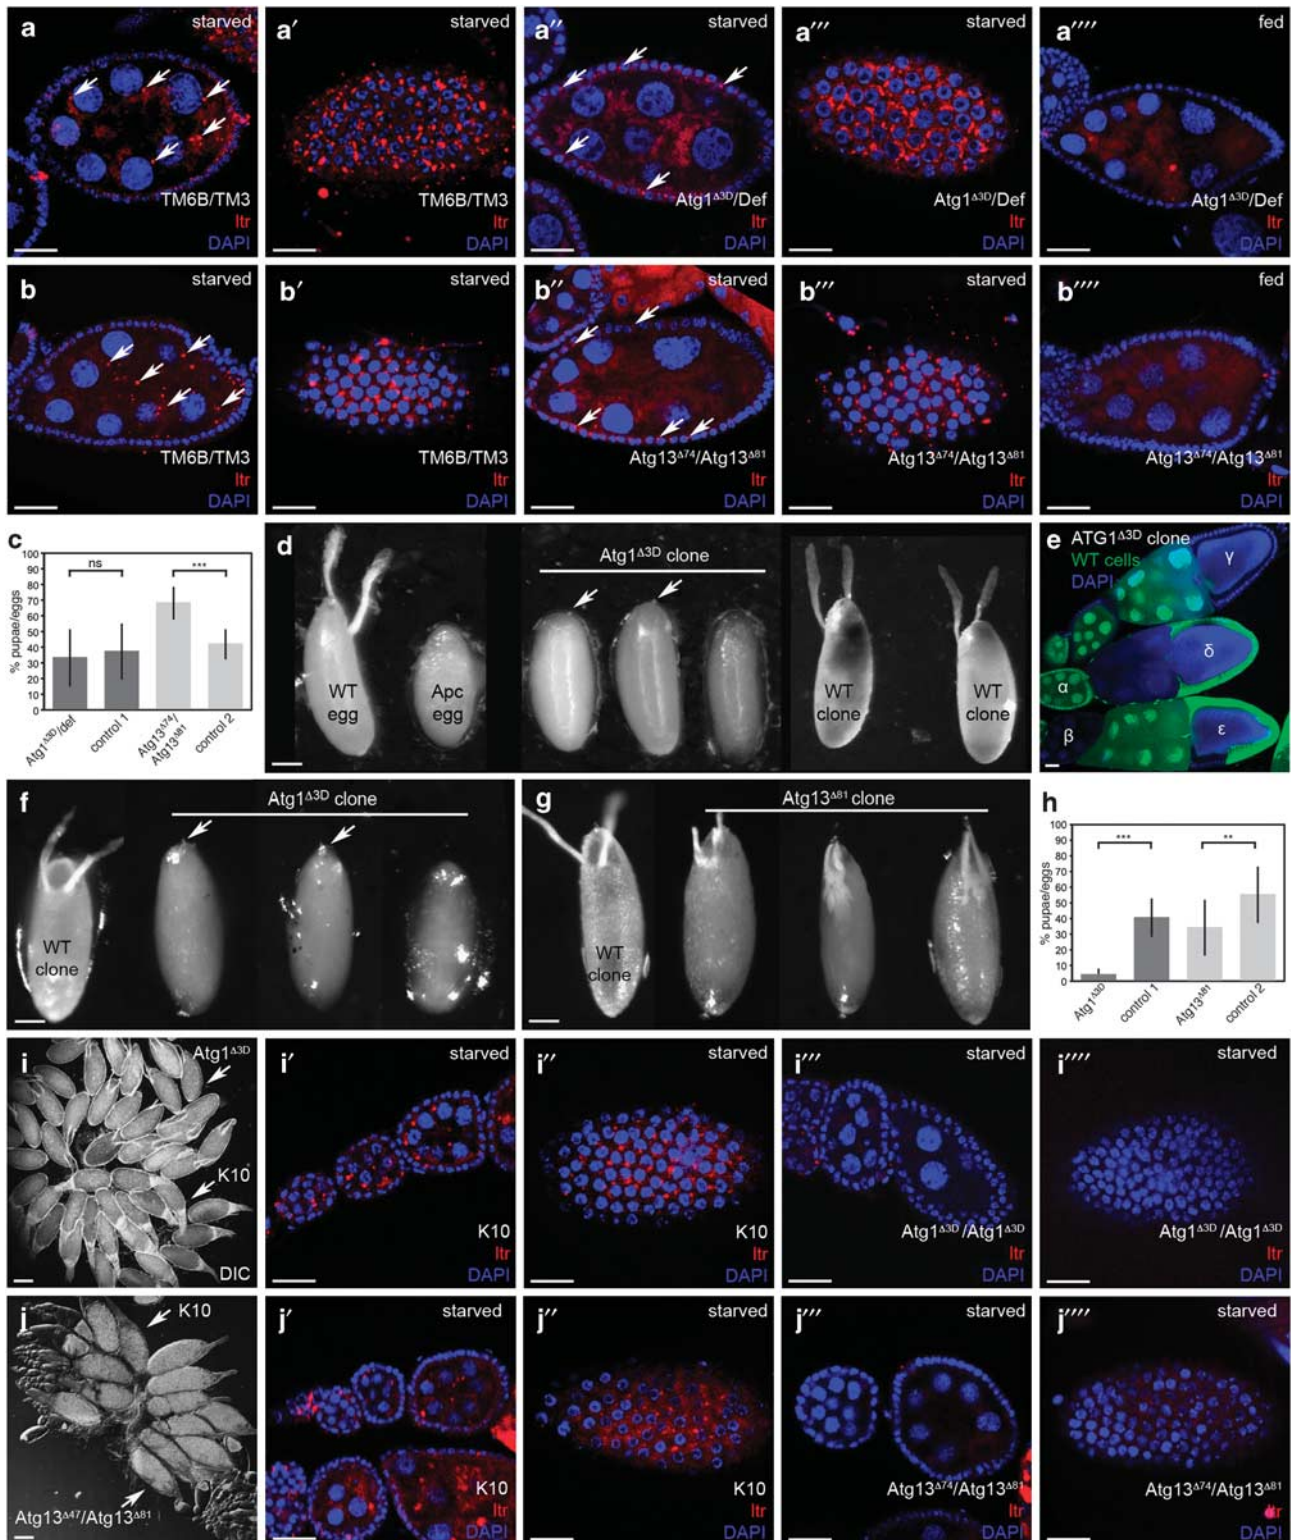 a
starved
TM6B/TM3
ltr
DAPI
a′
starved
TM6B/TM3
ltr
DAPI
a″
starved
Atg1Δ3D/Def
ltr
DAPI
a‴
starved
Atg1Δ3D/Def
ltr
DAPI
a⁗
fed
Atg1Δ3D/Def
ltr
DAPI
b
starved
TM6B/TM3
ltr
DAPI
b′
starved
TM6B/TM3
ltr
DAPI
b″
starved
Atg13Δ74/Atg13Δ81
ltr
DAPI
b‴
starved
Atg13Δ74/Atg13Δ81
ltr
DAPI
b⁗
fed
Atg13Δ74/Atg13Δ81
ltr
DAPI
c
% pupae/eggs
100
90
80
70
60
50
40
30
20
10
0
ns
***
Atg1Δ3D/def
control 1
Atg13Δ74/
Atg13Δ81
control 2
d
WT
egg
Apc
egg
Atg1Δ3D clone
WT
clone
WT
clone
e
ATG1Δ3D clone
WT cells
DAPI
γ
δ
α
β
ε
f
Atg1Δ3D clone
WT
clone
g
Atg13Δ81 clone
WT
clone
h
% pupae/eggs
100
90
80
70
60
50
40
30
20
10
0
***
**
Atg1Δ3D
control 1
Atg13Δ81
control 2
i
Atg1Δ3D
K10
DIC
i′
starved
K10
ltr
DAPI
i″
starved
K10
ltr
DAPI
i‴
starved
Atg1Δ3D/Atg1Δ3D
ltr
DAPI
i⁗
starved
Atg1Δ3D/Atg1Δ3D
ltr
DAPI
j
K10
Atg13Δ47/Atg13Δ81
j′
starved
K10
ltr
DAPI
j″
starved
K10
ltr
DAPI
j‴
starved
Atg13Δ74/Atg13Δ81
ltr
DAPI
j⁗
starved
Atg13Δ74/Atg13Δ81
ltr
DAPI